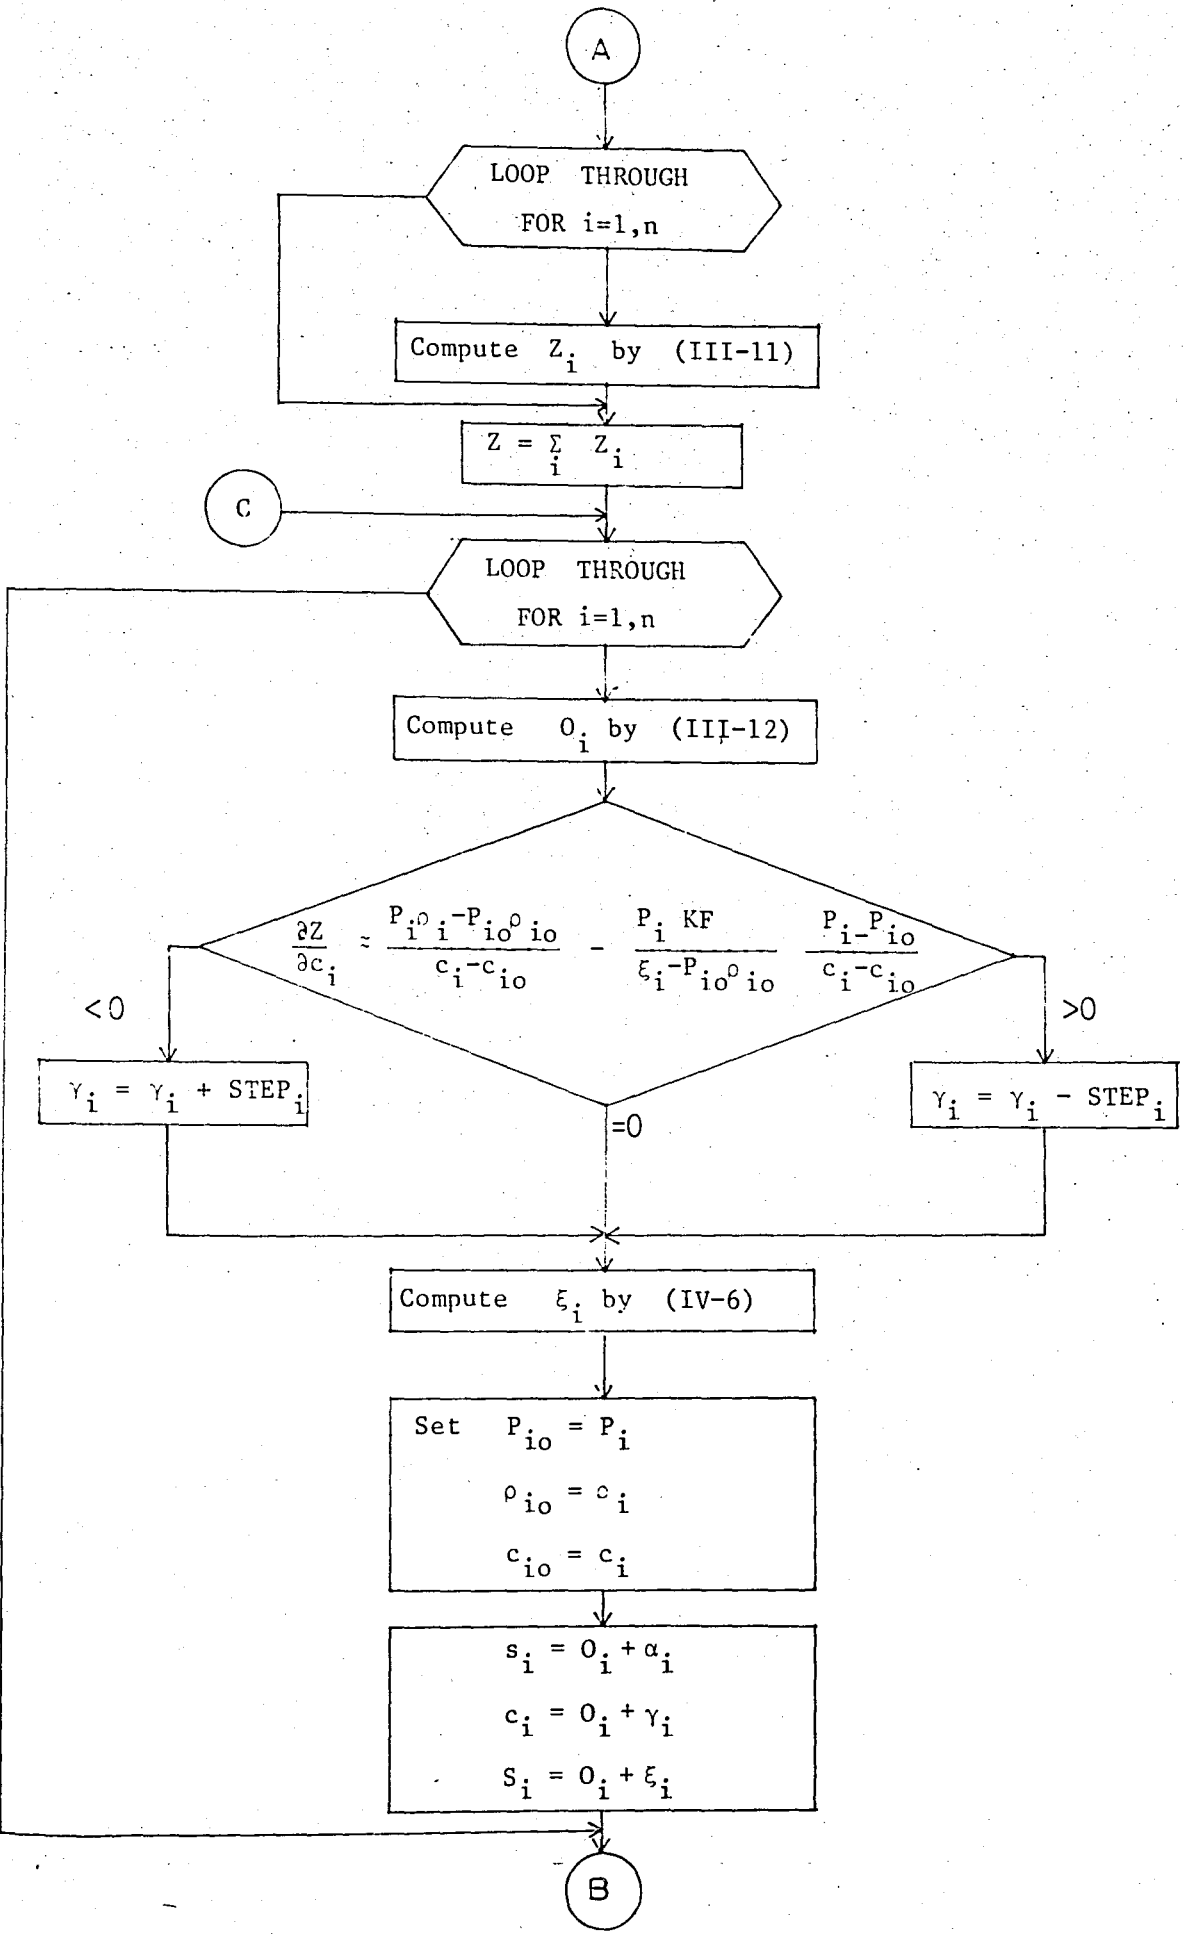 A
LOOP THROUGH
FOR i=1,n
Compute Z_i by (III-11)
Z = Σ_i Z_i
C
LOOP THROUGH
FOR i=1,n
Compute O_i by (III-12)
∂Z/∂c_i ≈ (P_iρ_i-P_ioρ_io)/(c_i-c_io) - (P_i KF)/(ξ_i-P_ioρ_io) (P_i-P_io)/(c_i-c_io)
<0
>0
γ_i = γ_i + STEP_i
=0
γ_i = γ_i - STEP_i
Compute ξ_i by (IV-6)
Set P_io = P_i
ρ_io = ρ_i
c_io = c_i
s_i = O_i + α_i
c_i = O_i + γ_i
S_i = O_i + ξ_i
B